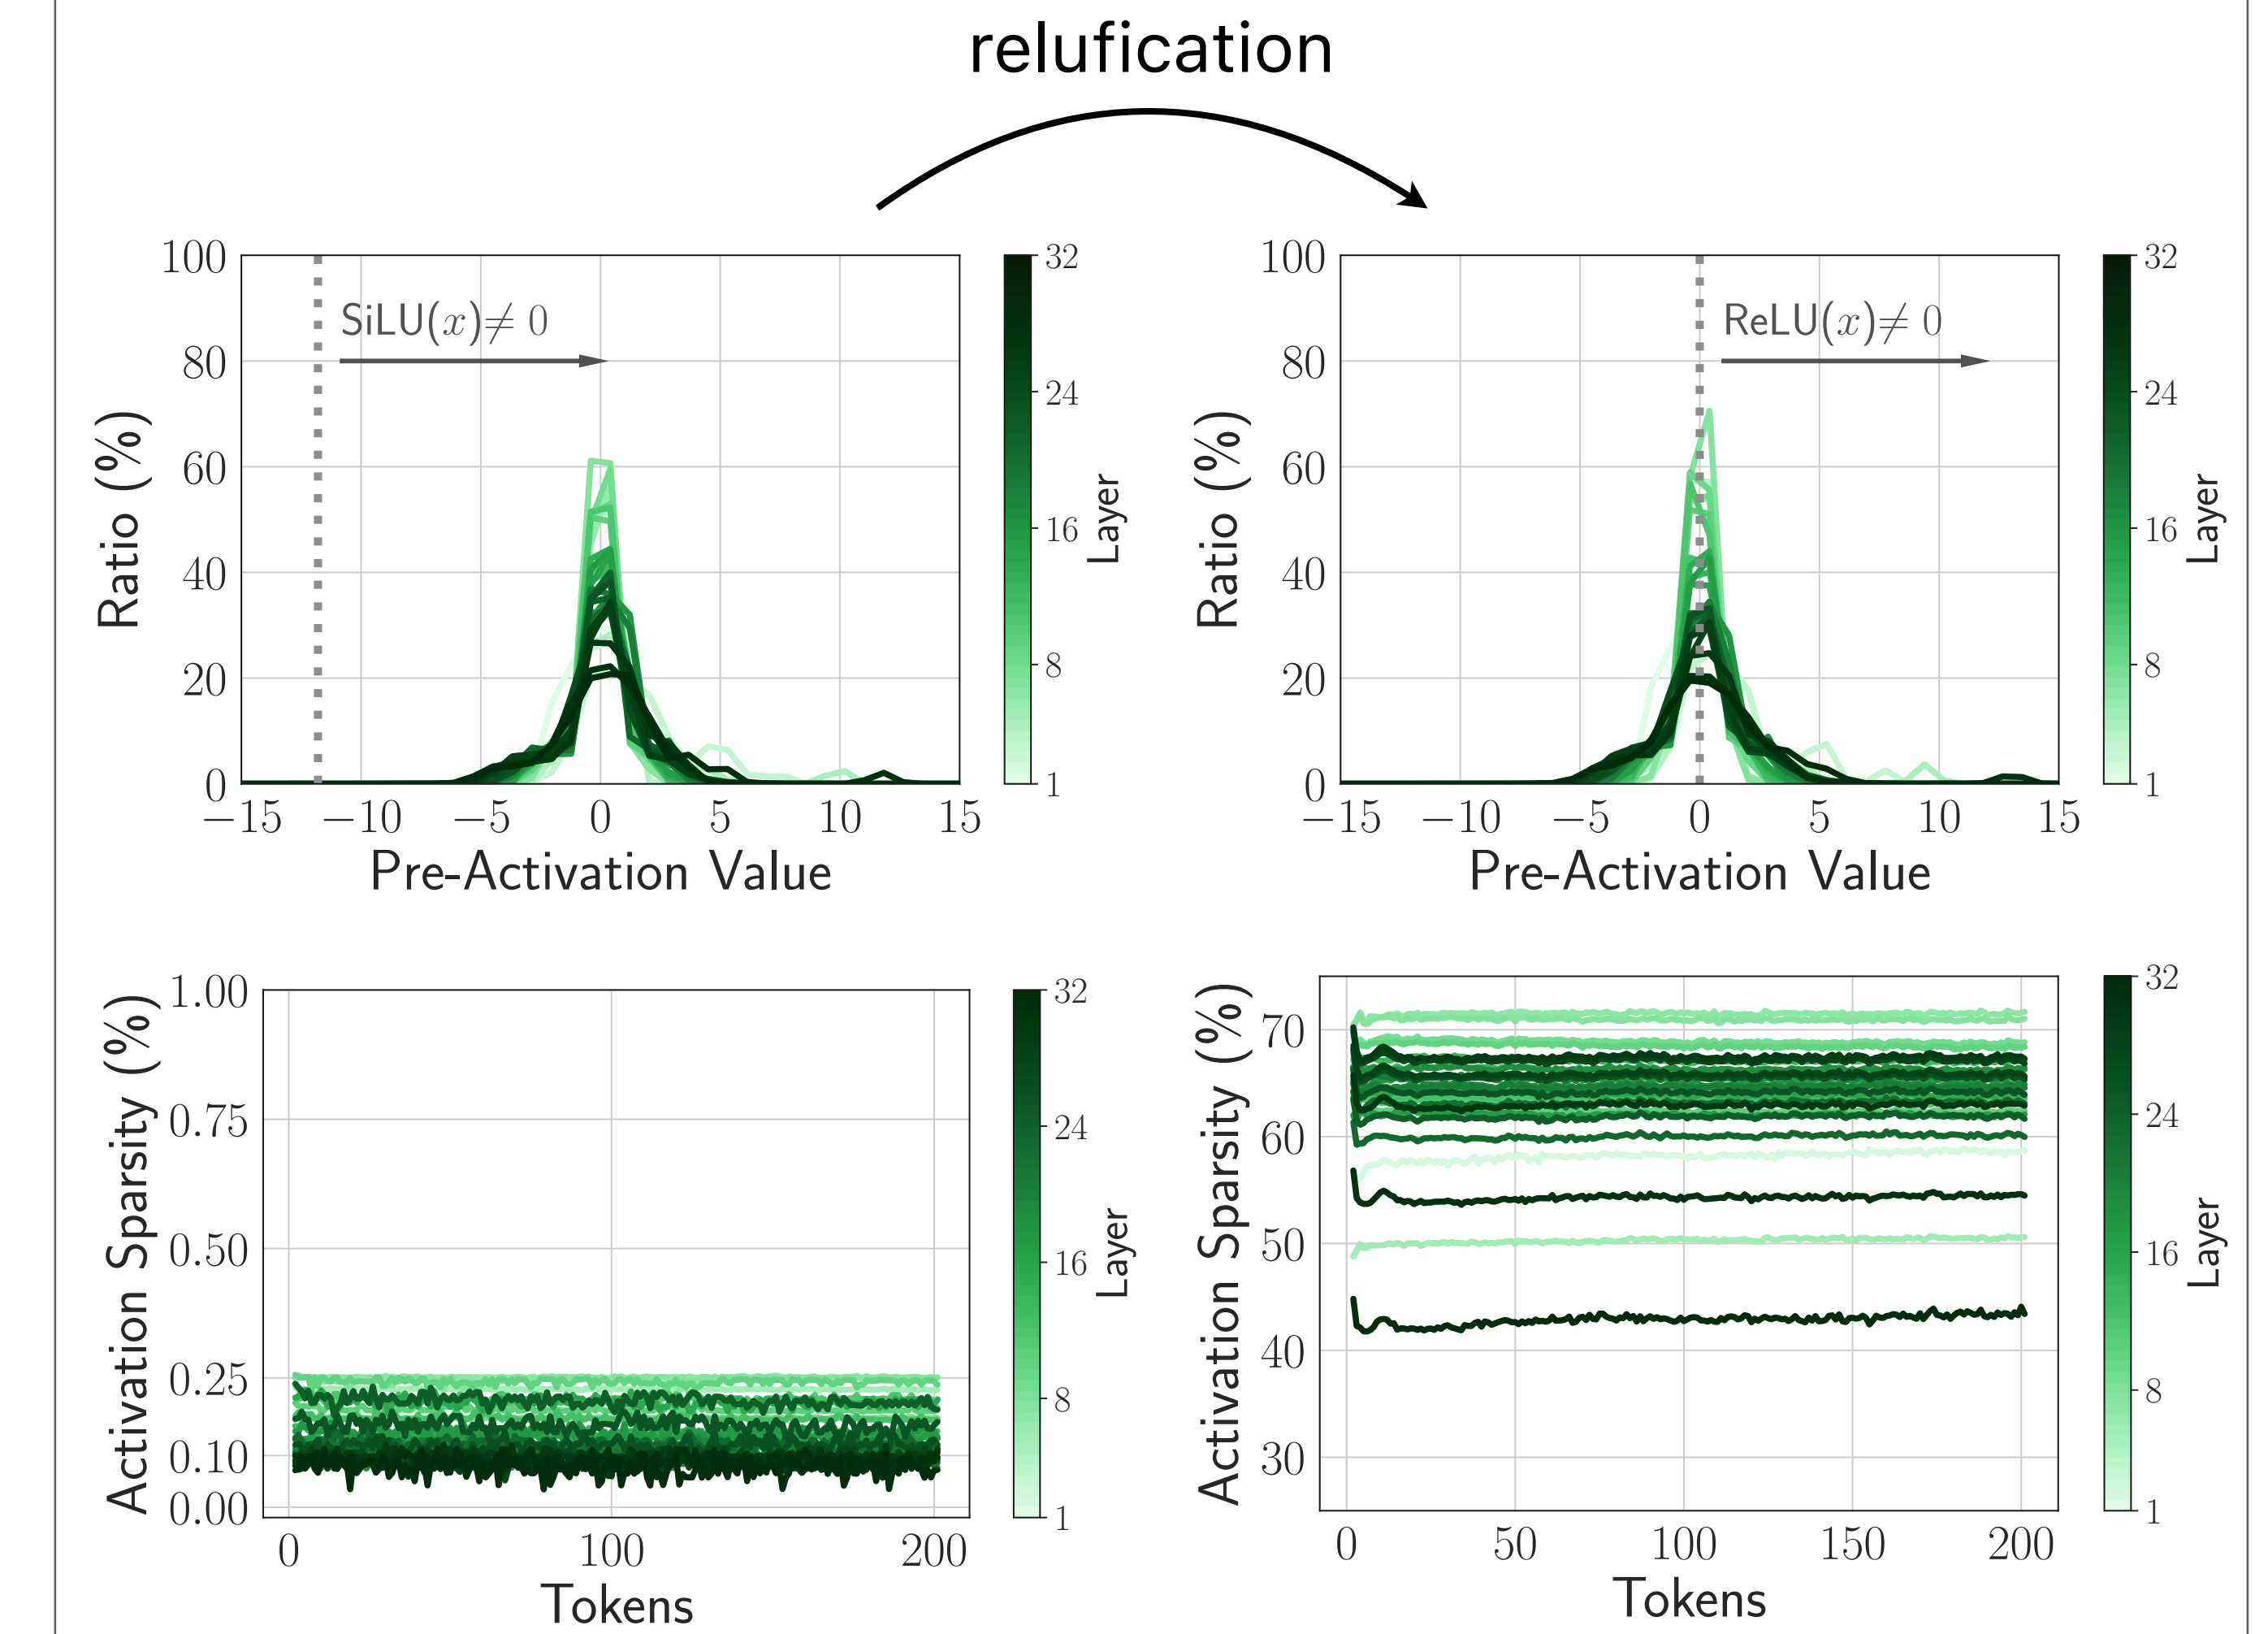 relufication
100
80
60
40
20
0
Ratio (%)
SiLU(x)≠ 0
−15 −10 −5 0 5 10 15
Pre-Activation Value
32
24
16
8
1
Layer
100
80
60
40
20
0
Ratio (%)
ReLU(x)≠ 0
−15 −10 −5 0 5 10 15
Pre-Activation Value
32
24
16
8
1
Layer
1.00
0.75
0.50
0.25
0.10
0.00
Activation Sparsity (%)
0 100 200
Tokens
32
24
16
8
1
Layer
70
60
50
40
30
Activation Sparsity (%)
0 50 100 150 200
Tokens
32
24
16
8
1
Layer